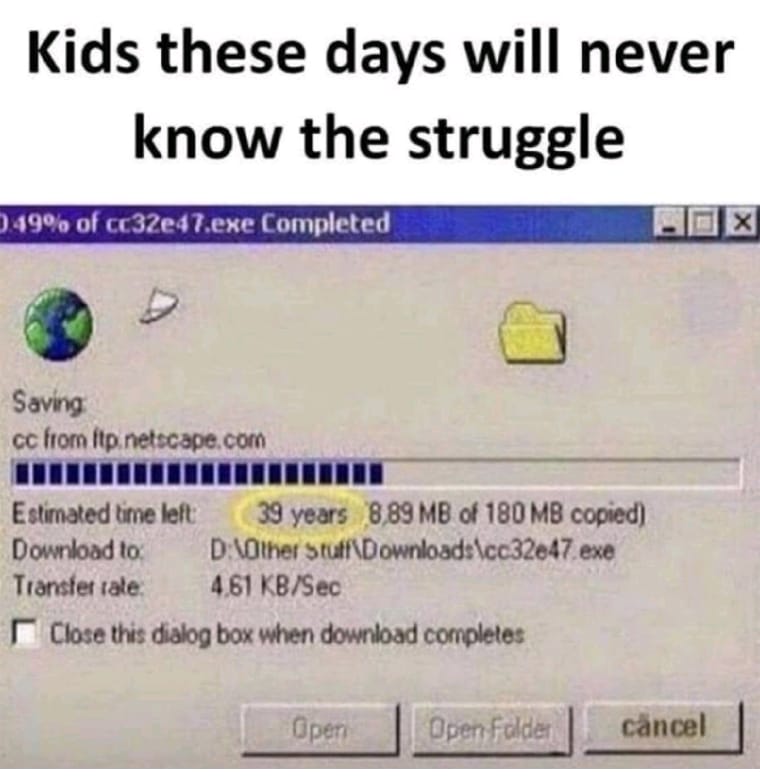 Kids these days will never
know the struggle
0.49% of cc32e47.exe Completed
Saving:
cc from ftp.netscape.com
Estimated time left: 39 years 8,89 MB of 180 MB copied)
Download to: D:\Other Stuff\Downloads\cc32e47.exe
Transfer rate: 4,61 KB/Sec
Close this dialog box when download completes
Open Open Folder cancel